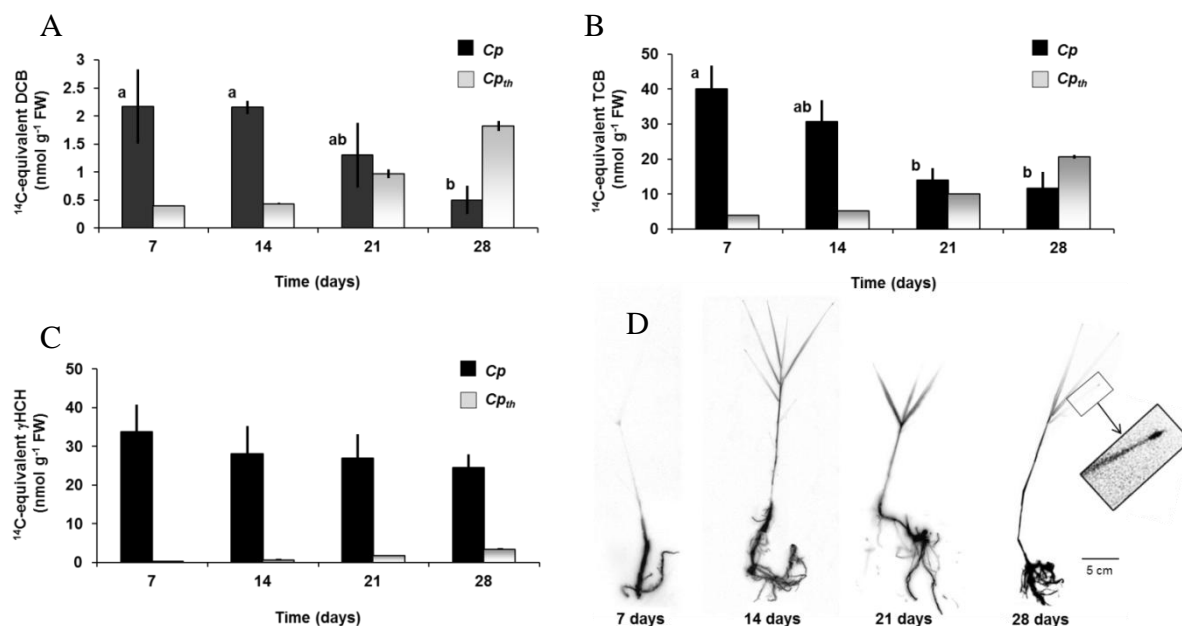 A
¹⁴C-equivalent DCB
(nmol g⁻¹ FW)
3
2.5
2
1.5
1
0.5
0
a
a
ab
b
Cp
Cpth
7 14 21 28
Time (days)
B
¹⁴C-equivalent TCB
(nmol g⁻¹ FW)
50
40
30
20
10
0
a
ab
b
b
Cp
Cpth
7 14 21 28
Time (days)
C
¹⁴C-equivalent γHCH
(nmol g⁻¹ FW)
50
40
30
20
10
0
Cp
Cpth
7 14 21 28
Time (days)
D
5 cm
7 days 14 days 21 days 28 days